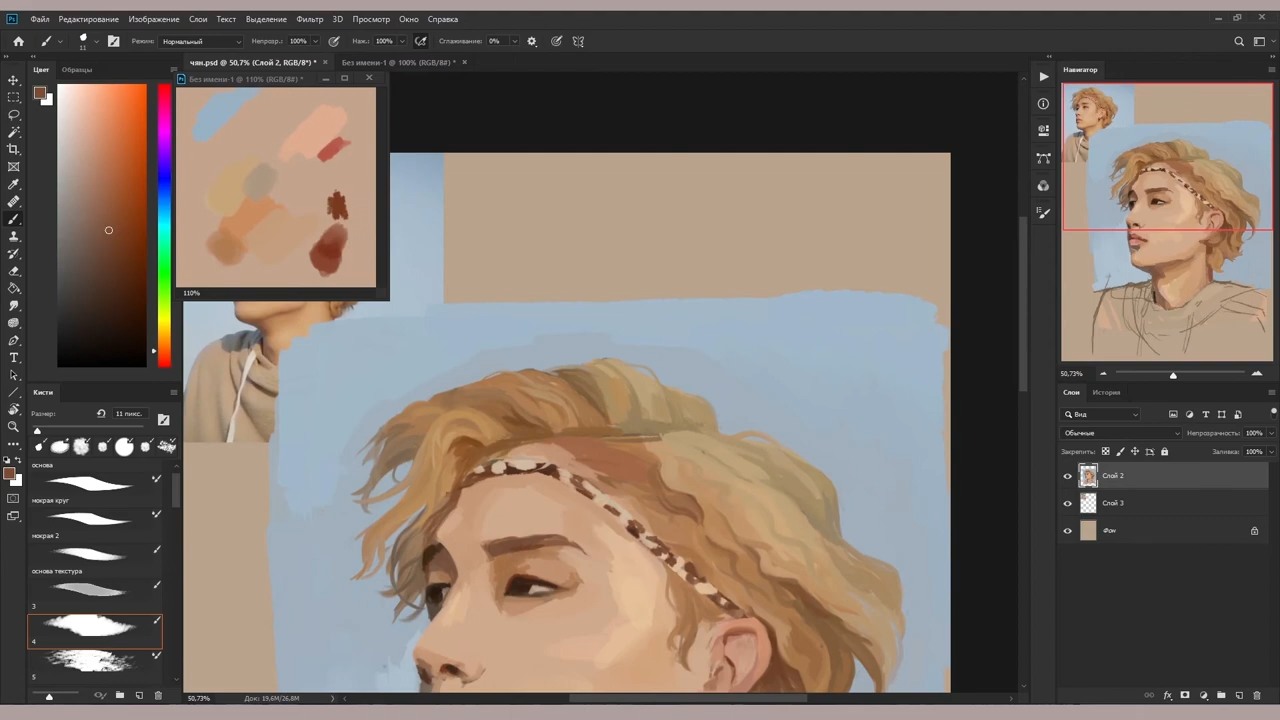 Ps Файл Редактирование Изображение Слои Текст Выделение Фильтр 3D Просмотр Окно Справка
11 Режим: Нормальный Непрозр.: 100% Наж.: 100% Сглаживание: 0%
чян.psd @ 50,7% (Слой 2, RGB/8*) * × Без имени-1 @ 100% (RGB/8#) * ×
Цвет Образцы
Ps Без имени-1 @ 110% (RGB/8#) *
110%
Кисти
Размер: 11 пикс.
основа
мокрая круг
мокрая 2
основа текстура
3
4
5
50,73% Док: 19,6M/26,8M
Навигатор
50,73%
Слои История
Вид
Обычные Непрозрачность: 100%
Закрепить: Заливка: 100%
Слой 2
Слой 3
Фон